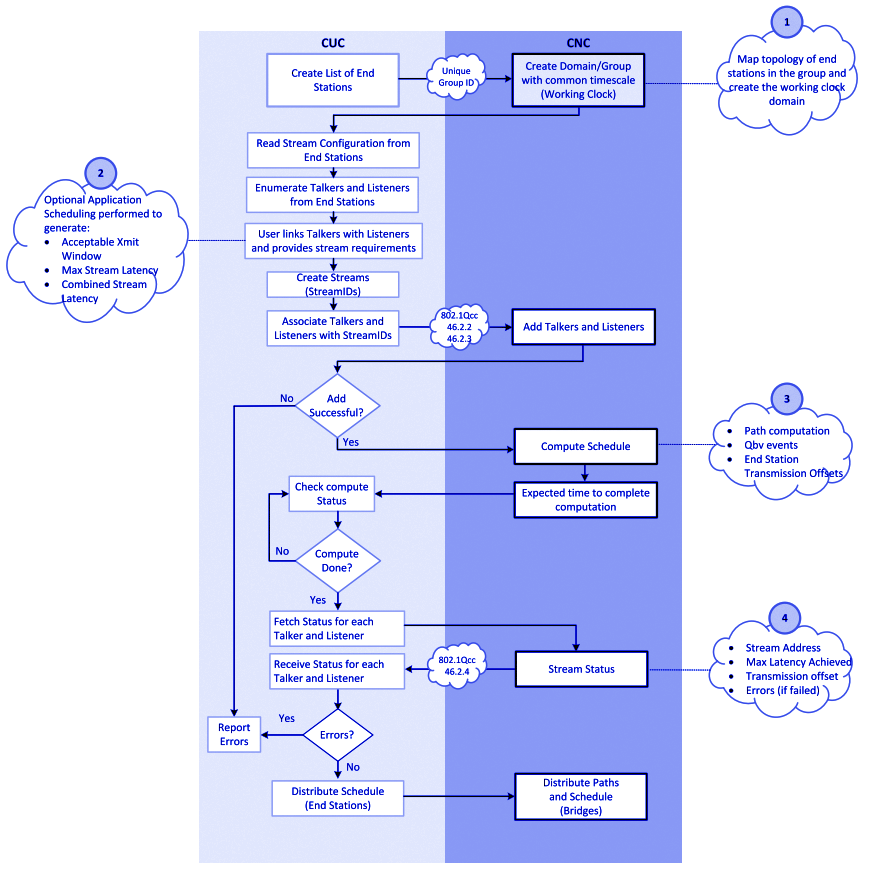 1
CUC
CNC
Create List of End
Stations
Unique
Group ID
Create Domain/Group
with common timescale
(Working Clock)
Map topology of end
stations in the group and
create the working clock
domain
Read Stream Configuration from
End Stations
2
Optional Application
Scheduling performed to
generate:
• Acceptable Xmit
Window
• Max Stream Latency
• Combined Stream
Latency
Enumerate Talkers and Listeners
from End Stations
User links Talkers with Listeners
and provides stream requirements
Create Streams
(StreamIDs)
Associate Talkers and
Listeners with StreamIDs
802.1Qcc
46.2.2
46.2.3
Add Talkers and Listeners
No
Add
Successful?
Yes
3
Compute Schedule
• Path computation
• Qbv events
• End Station
Transmission Offsets
Check compute
Status
Expected time to complete
computation
No
Compute
Done?
Yes
Fetch Status for each
Talker and Listener
4
Receive Status for each
Talker and Listener
802.1Qcc
46.2.4
Stream Status
• Stream Address
• Max Latency Achieved
• Transmission offset
• Errors (if failed)
Report
Errors
Yes
Errors?
No
Distribute Schedule
(End Stations)
Distribute Paths
and Schedule
(Bridges)